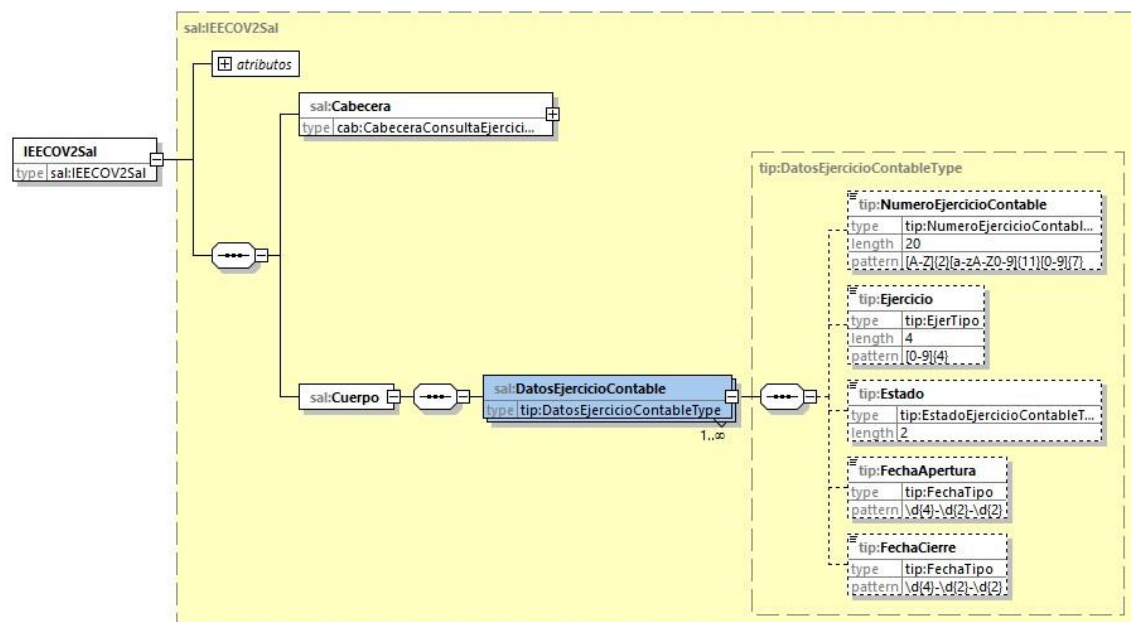 sal:IEECOV2Sal
atributos
sal:Cabecera
type cab:CabeceraConsultaEjercici...
IEECOV2Sal
type sal:IEECOV2Sal
sal:Cuerpo
sal:DatosEjercicioContable
type tip:DatosEjercicioContableType
1..∞
tip:DatosEjercicioContableType
tip:NumeroEjercicioContable
type tip:NumeroEjercicioContabl...
length 20
pattern [A-Z]{2}[a-zA-Z0-9]{11}[0-9]{7}
tip:Ejercicio
type tip:EjerTipo
length 4
pattern [0-9]{4}
tip:Estado
type tip:EstadoEjercicioContableT...
length 2
tip:FechaApertura
type tip:FechaTipo
pattern \d{4}-\d{2}-\d{2}
tip:FechaCierre
type tip:FechaTipo
pattern \d{4}-\d{2}-\d{2}